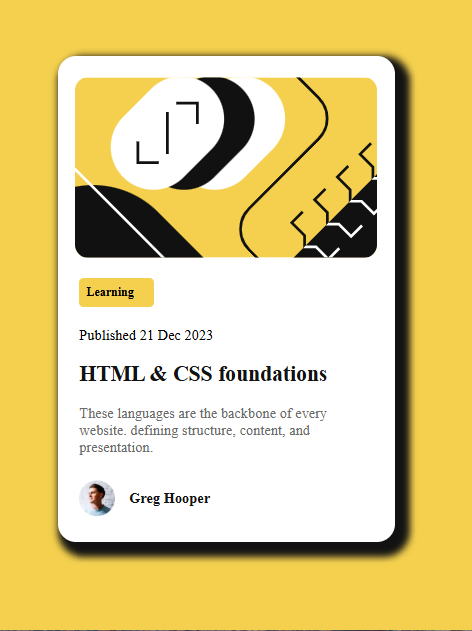 Learning
Published 21 Dec 2023
HTML & CSS foundations
These languages are the backbone of every
website. defining structure, content, and
presentation.
Greg Hooper